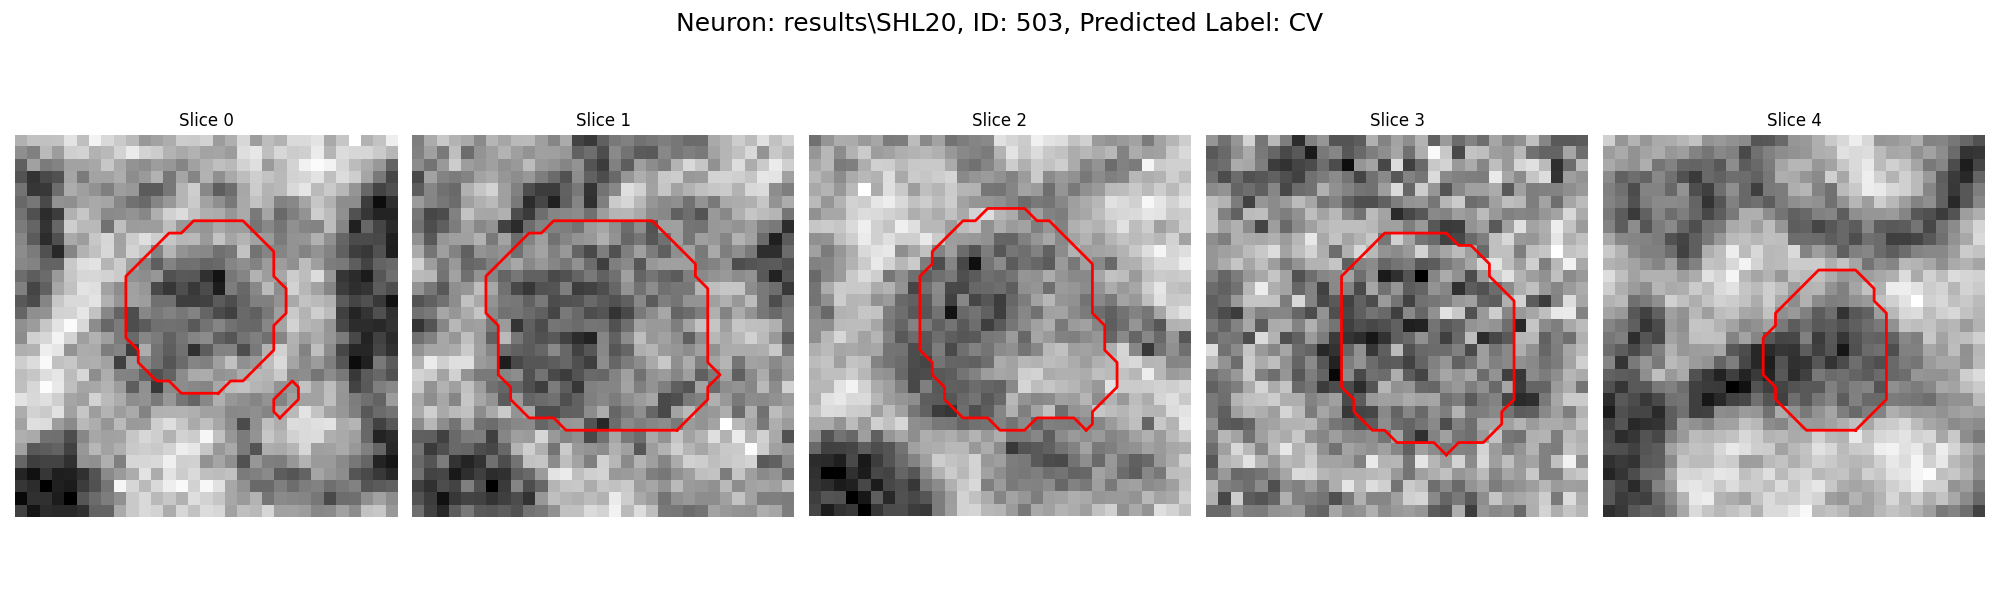 Neuron: results\SHL20, ID: 503, Predicted Label: CV
Slice 0
Slice 1
Slice 2
Slice 3
Slice 4